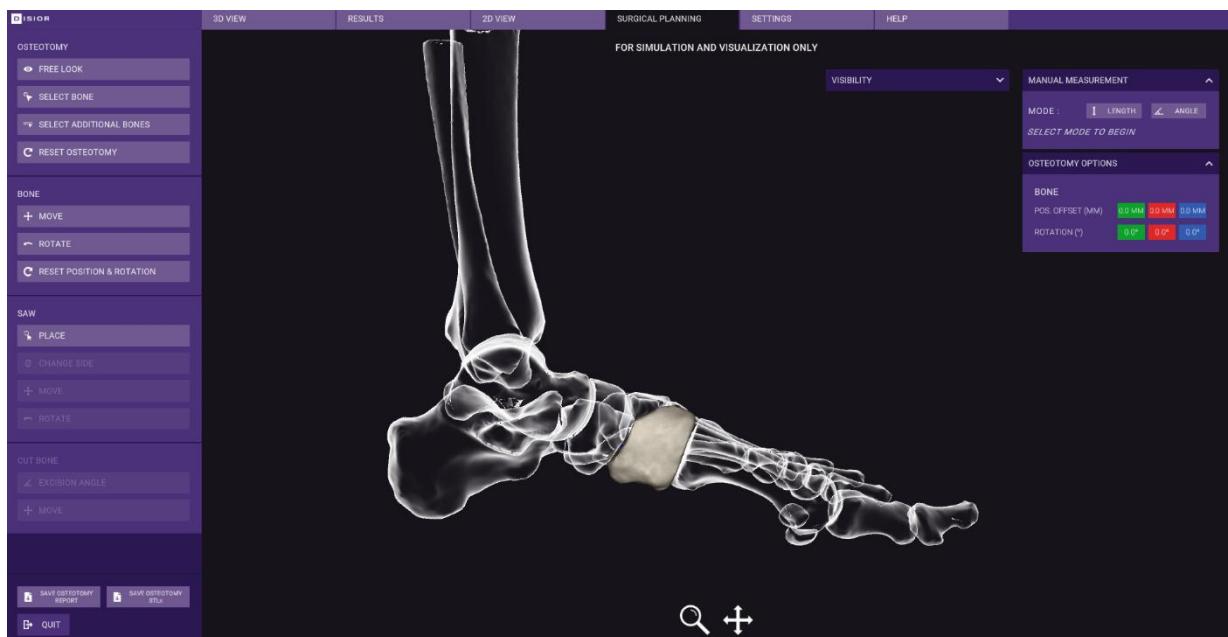 DISIOR
3D VIEW
RESULTS
2D VIEW
SURGICAL PLANNING
SETTINGS
HELP
OSTEOTOMY
FREE LOOK
SELECT BONE
SELECT ADDITIONAL BONES
RESET OSTEOTOMY
BONE
MOVE
ROTATE
RESET POSITION & ROTATION
SAW
PLACE
CHANGE SIDE
MOVE
ROTATE
CUT BONE
EXCISION ANGLE
MOVE
SAVE OSTEOTOMY
REPORT
SAVE OSTEOTOMY
STLs
QUIT
FOR SIMULATION AND VISUALIZATION ONLY
VISIBILITY
MANUAL MEASUREMENT
MODE : LENGTH ANGLE
SELECT MODE TO BEGIN
OSTEOTOMY OPTIONS
BONE
POS. OFFSET (MM) 0.0 MM 0.0 MM 0.0 MM
ROTATION (°) 0.0° 0.0° 0.0°